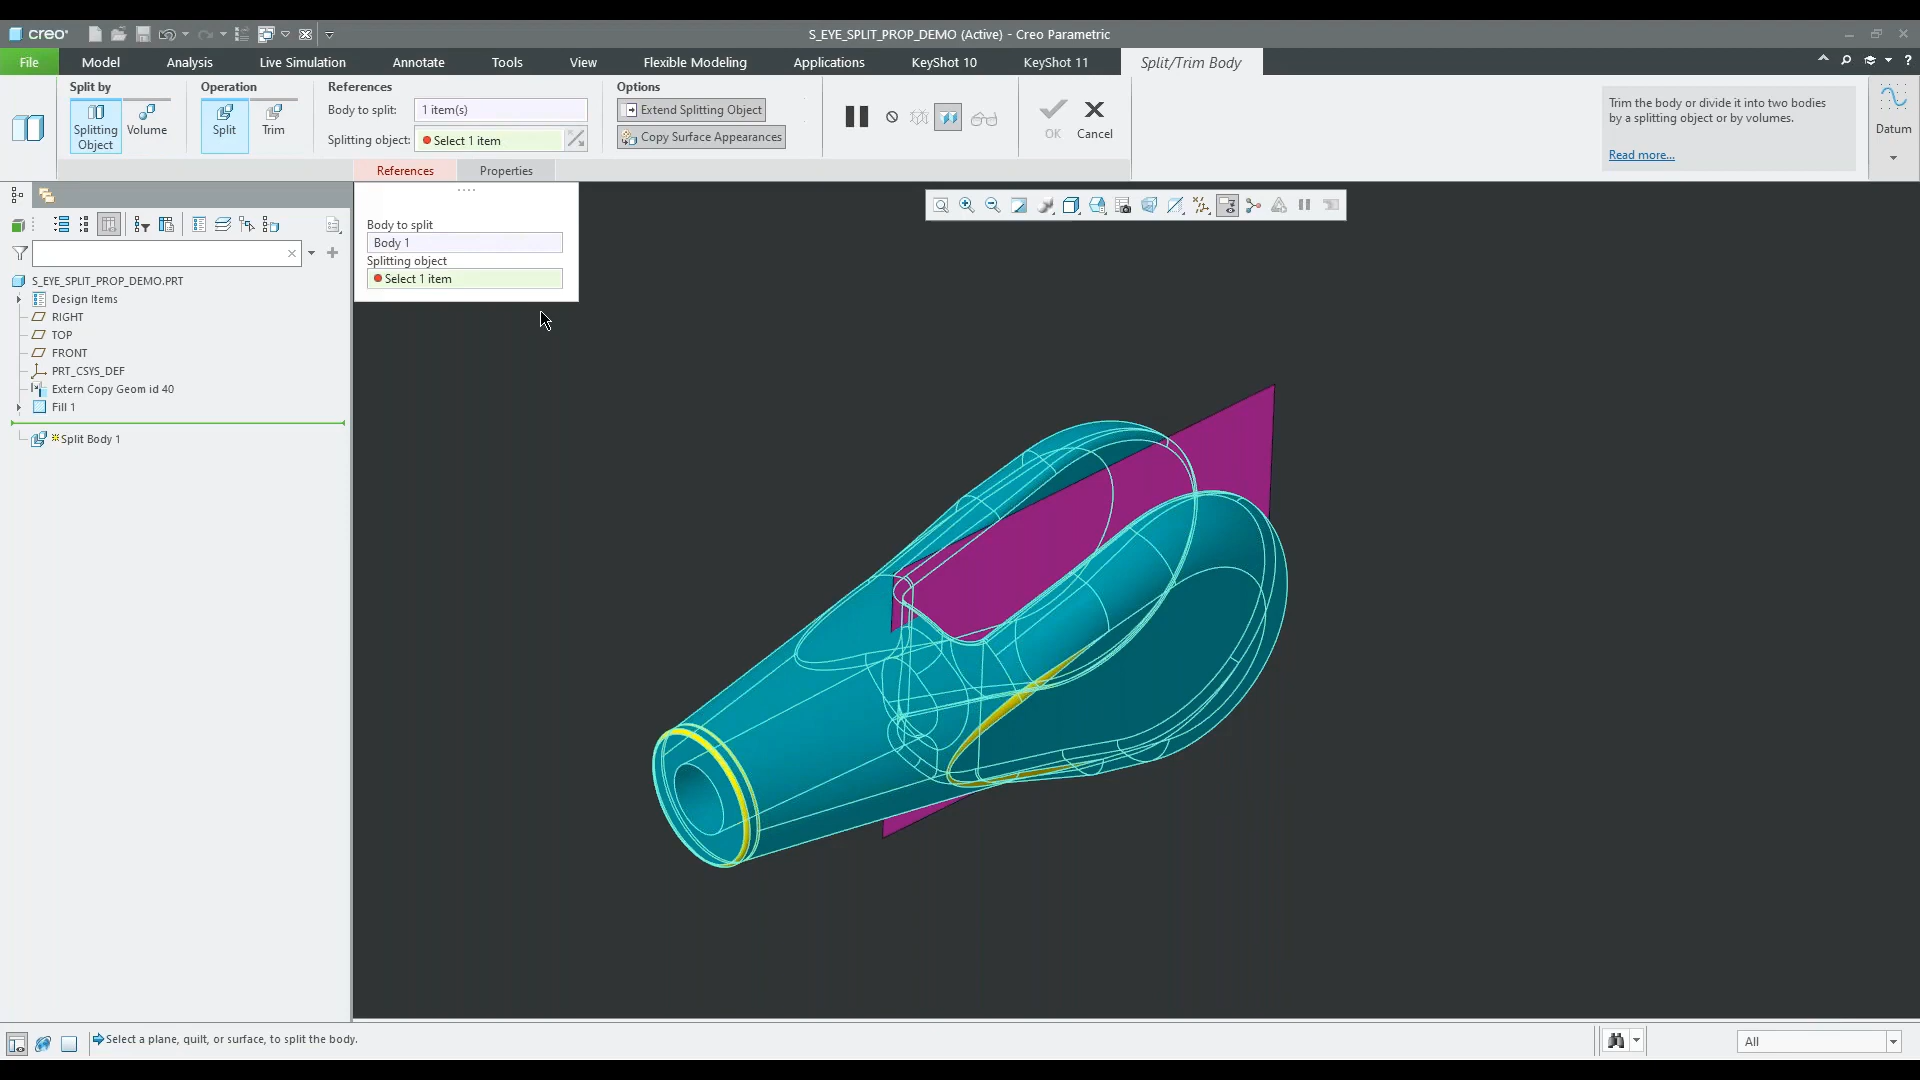 creo®
S_EYE_SPLIT_PROP_DEMO (Active) - Creo Parametric
File
Model
Analysis
Live Simulation
Annotate
Tools
View
Flexible Modeling
Applications
KeyShot 10
KeyShot 11
Split/Trim Body
?
Split by
Splitting
Object
Volume
Operation
Split
Trim
References
Body to split:
1 item(s)
Splitting object:
Select 1 item
Options
Extend Splitting Object
Copy Surface Appearances
OK
Cancel
Trim the body or divide it into two bodies
by a splitting object or by volumes.
Read more...
Datum
References
Properties
Body to split
Body 1
Splitting object
Select 1 item
S_EYE_SPLIT_PROP_DEMO.PRT
Design Items
RIGHT
TOP
FRONT
PRT_CSYS_DEF
Extern Copy Geom id 40
Fill 1
Split Body 1
Select a plane, quilt, or surface, to split the body.
All